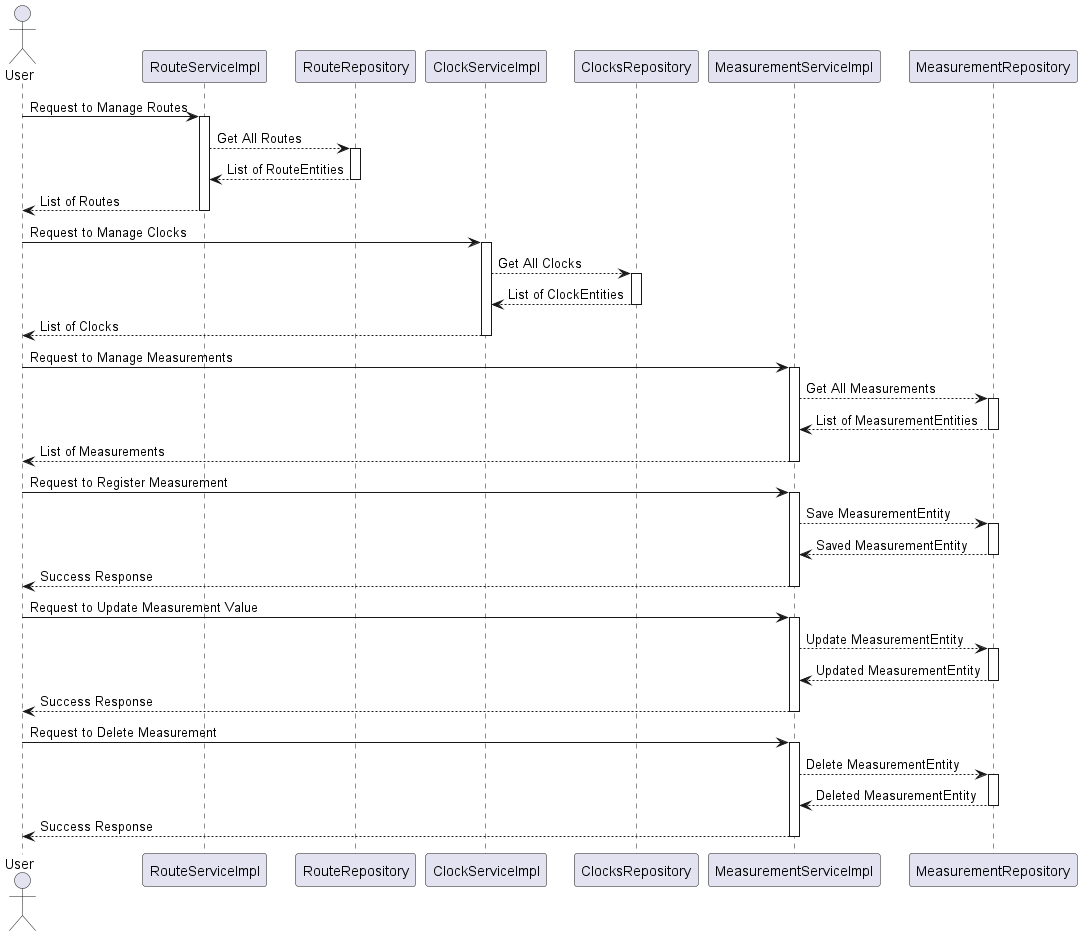 User
RouteServiceImpl
RouteRepository
ClockServiceImpl
ClocksRepository
MeasurementServiceImpl
MeasurementRepository
Request to Manage Routes
Get All Routes
List of RouteEntities
List of Routes
Request to Manage Clocks
Get All Clocks
List of ClockEntities
List of Clocks
Request to Manage Measurements
Get All Measurements
List of MeasurementEntities
List of Measurements
Request to Register Measurement
Save MeasurementEntity
Saved MeasurementEntity
Success Response
Request to Update Measurement Value
Update MeasurementEntity
Updated MeasurementEntity
Success Response
Request to Delete Measurement
Delete MeasurementEntity
Deleted MeasurementEntity
Success Response
User
RouteServiceImpl
RouteRepository
ClockServiceImpl
ClocksRepository
MeasurementServiceImpl
MeasurementRepository